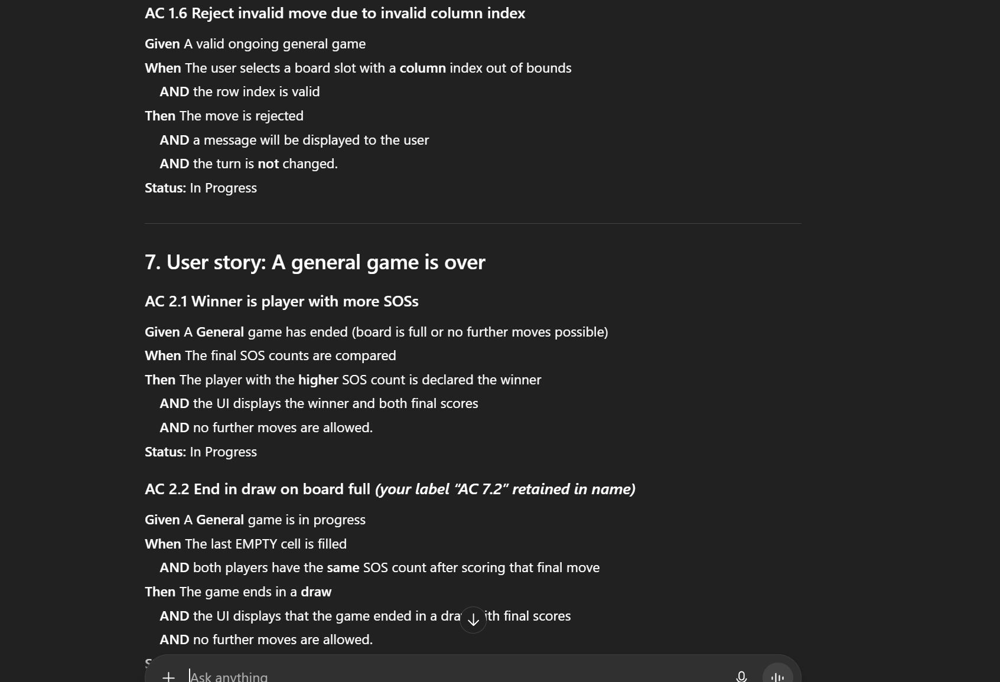 AC 1.6 Reject invalid move due to invalid column index
Given A valid ongoing general game
When The user selects a board slot with a column index out of bounds
AND the row index is valid
Then The move is rejected
AND a message will be displayed to the user
AND the turn is not changed.
Status: In Progress
7. User story: A general game is over
AC 2.1 Winner is player with more SOSs
Given A General game has ended (board is full or no further moves possible)
When The final SOS counts are compared
Then The player with the higher SOS count is declared the winner
AND the UI displays the winner and both final scores
AND no further moves are allowed.
Status: In Progress
AC 2.2 End in draw on board full (your label “AC 7.2” retained in name)
Given A General game is in progress
When The last EMPTY cell is filled
AND both players have the same SOS count after scoring that final move
Then The game ends in a draw
AND the UI displays that the game ended in a final scores
AND no further moves are allowed.
Ask anything